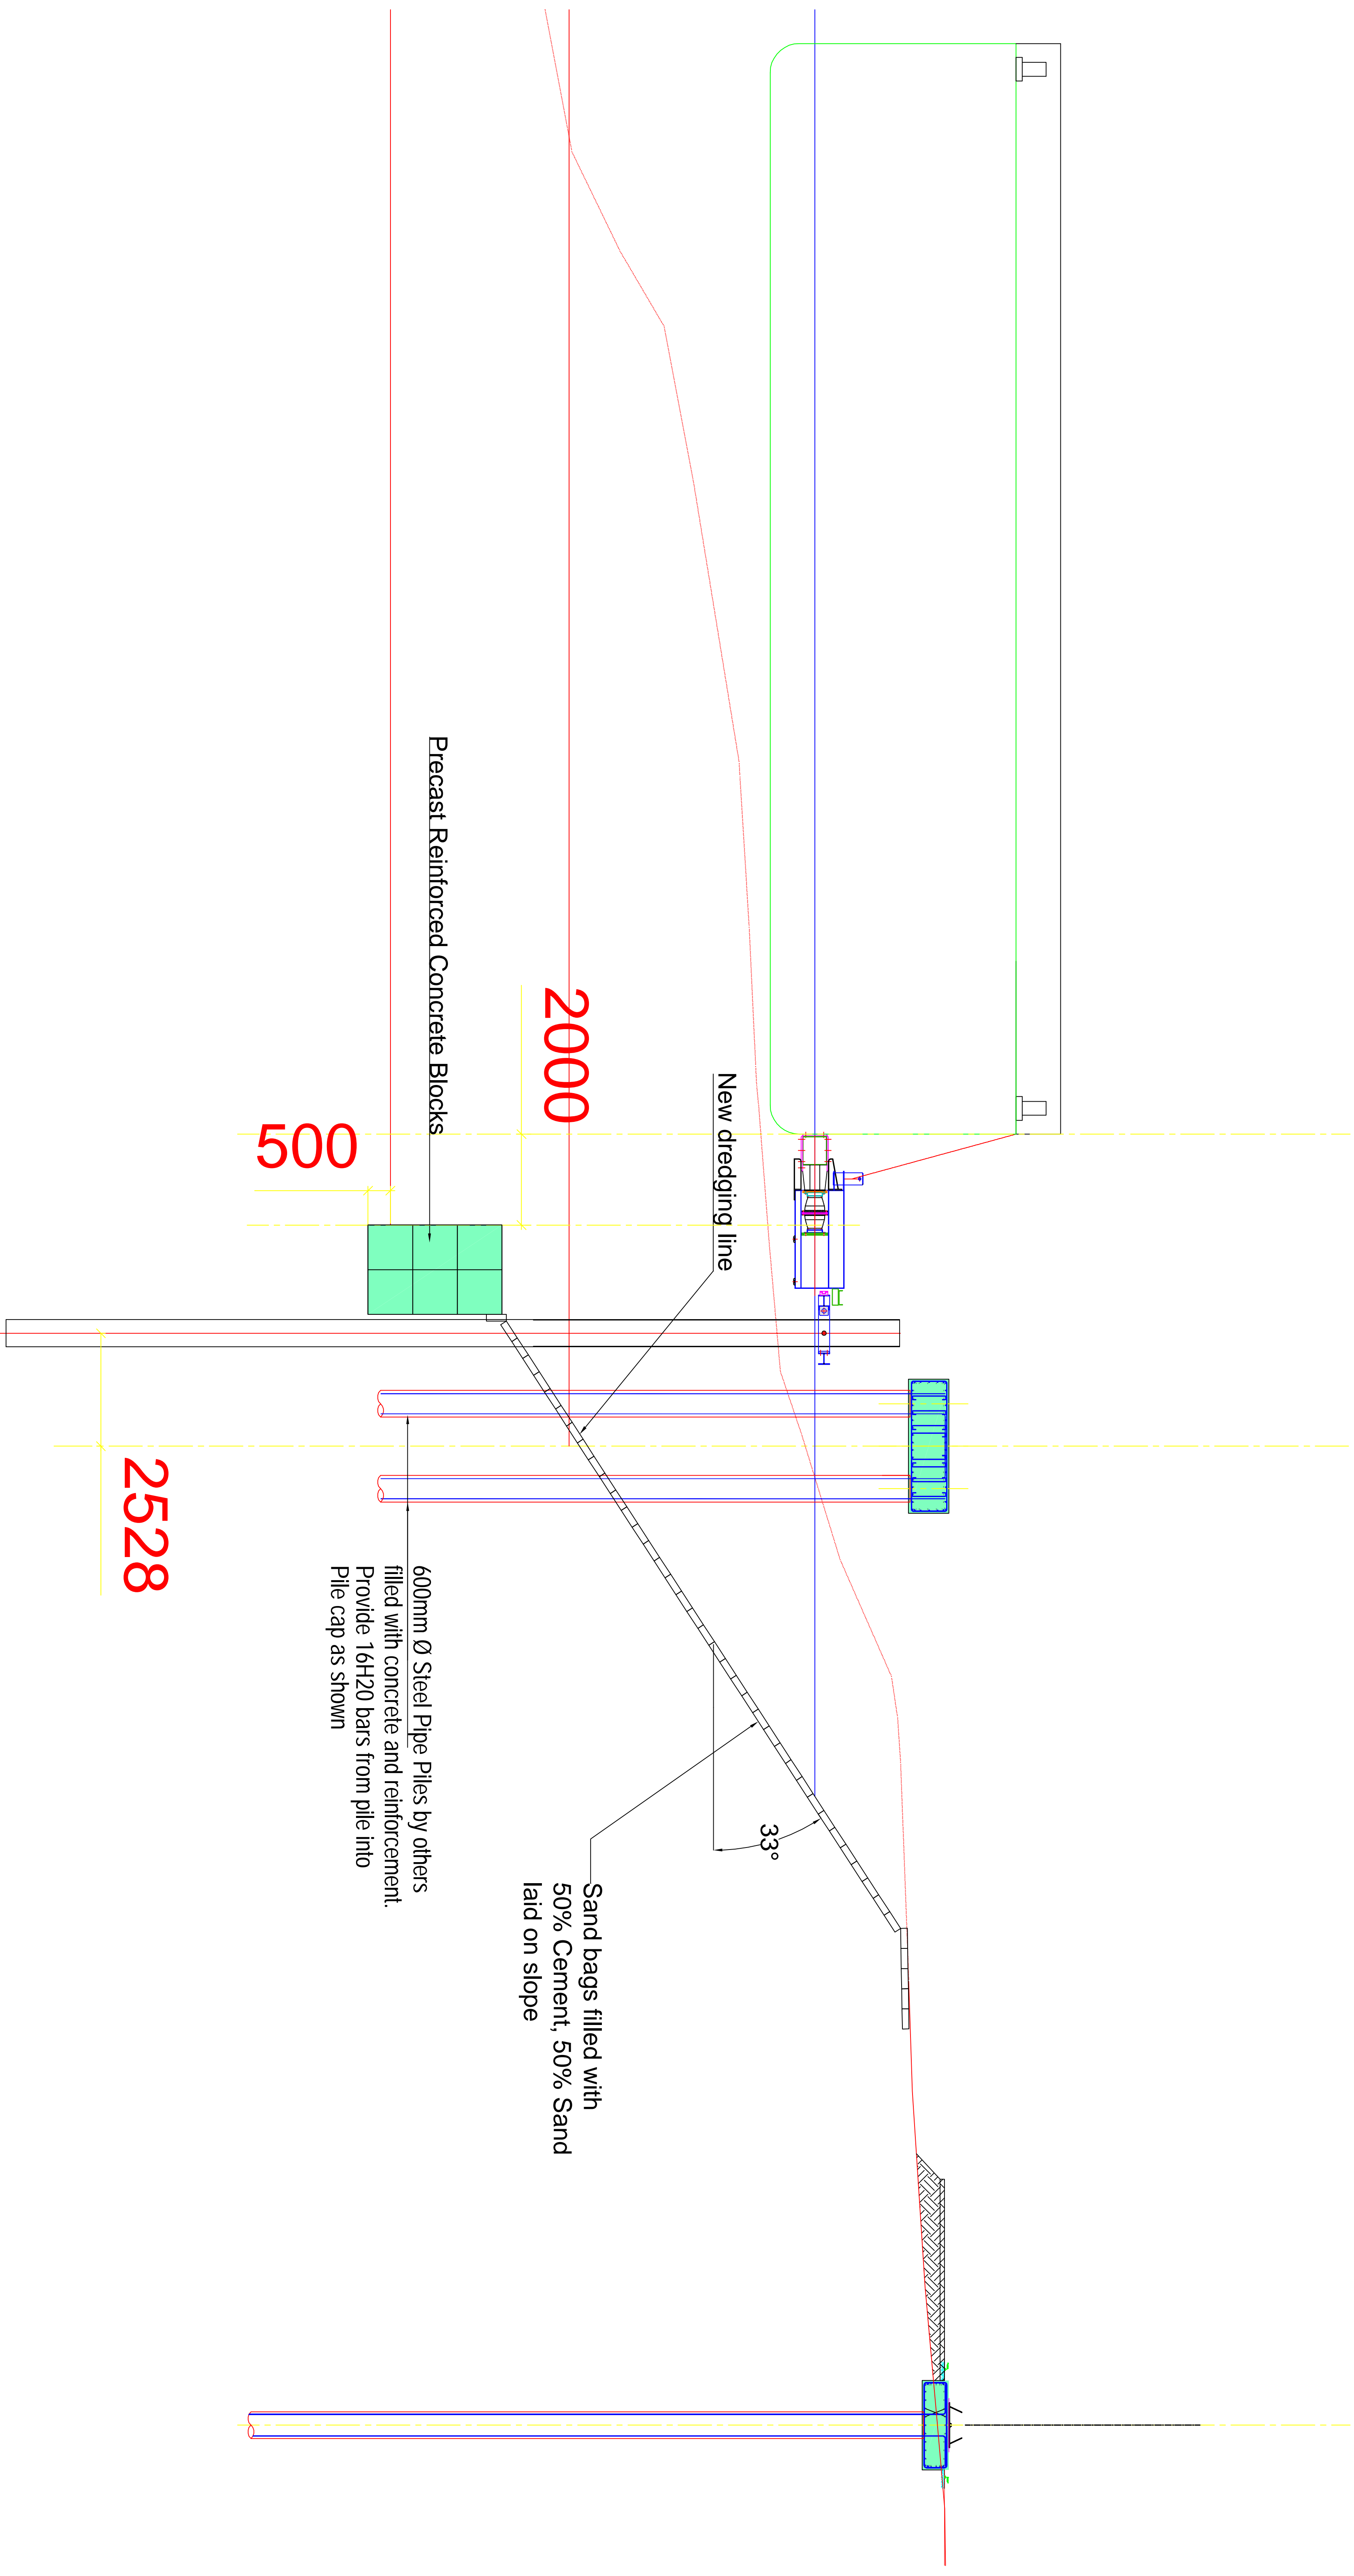 Precast Reinforced Concrete Blocks
2000
500
New dredging line
2528
600mm Ø Steel Pipe Piles by others
filled with concrete and reinforcement.
Provide 16H20 bars from pile into
Pile cap as shown
33°
Sand bags filled with
50% Cement, 50% Sand
laid on slope